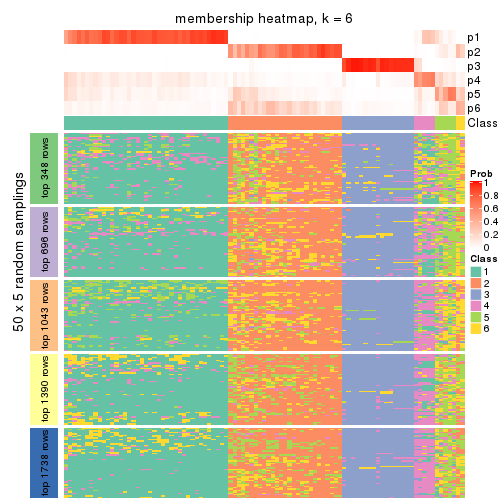 membership heatmap, k = 6
p1
p2
p3
p4
p5
p6
Class
50 x 5 random samplings
top 348 rows
top 696 rows
top 1043 rows
top 1390 rows
top 1738 rows
Prob
1
0.8
0.6
0.4
0.2
0
Class
1
2
3
4
5
6